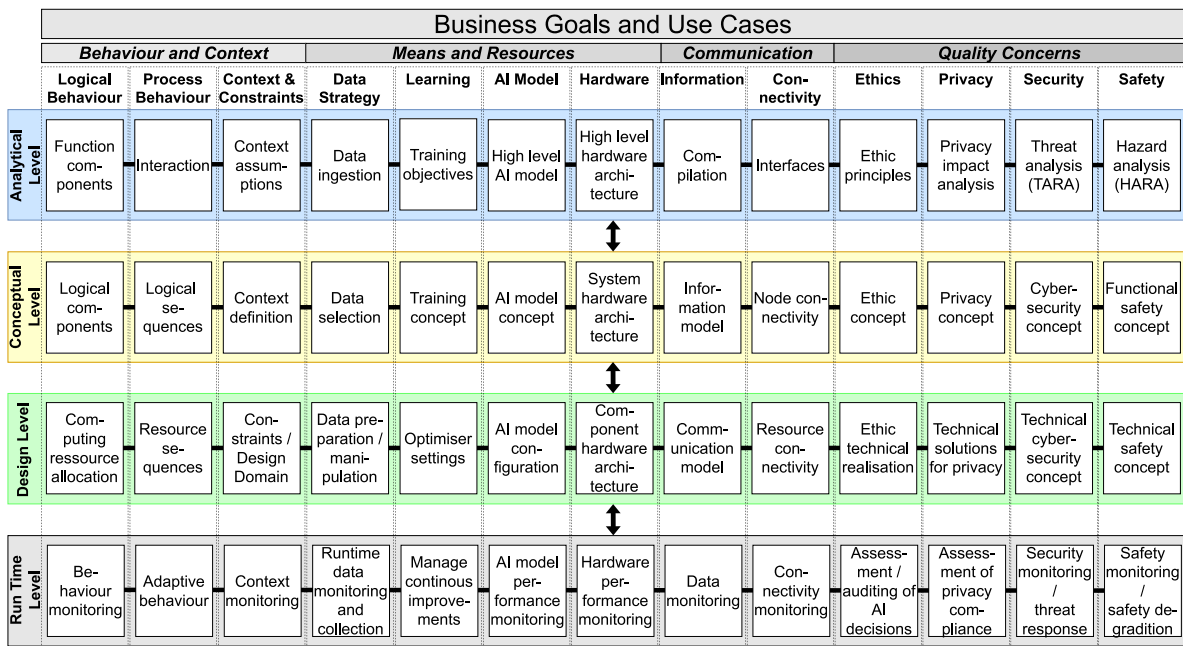 Business Goals and Use Cases
Behaviour and Context
Means and Resources
Communication
Quality Concerns
Logical
Behaviour
Process
Behaviour
Context &
Constraints
Data
Strategy
Learning
AI Model
Hardware
Information
Con-
nectivity
Ethics
Privacy
Security
Safety
Analytical
Level
Function
com-
ponents
Interaction
Context
assum-
ptions
Data
ingestion
Training
objectives
High level
AI model
High level
hardware
archi-
tecture
Com-
pilation
Interfaces
Ethic
principles
Privacy
impact
analysis
Threat
analysis
(TARA)
Hazard
analysis
(HARA)
Conceptual
Level
Logical
com-
ponents
Logical
se-
quences
Context
definition
Data
selection
Training
concept
AI model
concept
System
hardware
archi-
tecture
Infor-
mation
model
Node con-
nectivity
Ethic
concept
Privacy
concept
Cyber-
security
concept
Functional
safety
concept
Design Level
Com-
puting
ressource
allocation
Resource
se-
quences
Con-
straints /
Design
Domain
Data pre-
paration /
mani-
pulation
Optimiser
settings
AI model
con-
figuration
Com-
ponent
hardware
archi-
tecture
Comm-
unication
model
Resource
con-
nectivity
Ethic
technical
realisation
Technical
solutions
for privacy
Technical
cyber-
security
concept
Technical
safety
concept
Run Time
Level
Be-
haviour
monitoring
Adaptive
behaviour
Context
monitoring
Runtime
data
monitoring
and
collection
Manage
continous
improve-
ments
AI model
per-
formance
monitoring
Hardware
per-
formance
monitoring
Data
monitoring
Con-
nectivity
monitoring
Assess-
ment /
auditing of
AI
decisions
Assess-
ment of
privacy
com-
pliance
Security
monitoring
/
threat
response
Safety
monitoring
/
safety de-
gradition